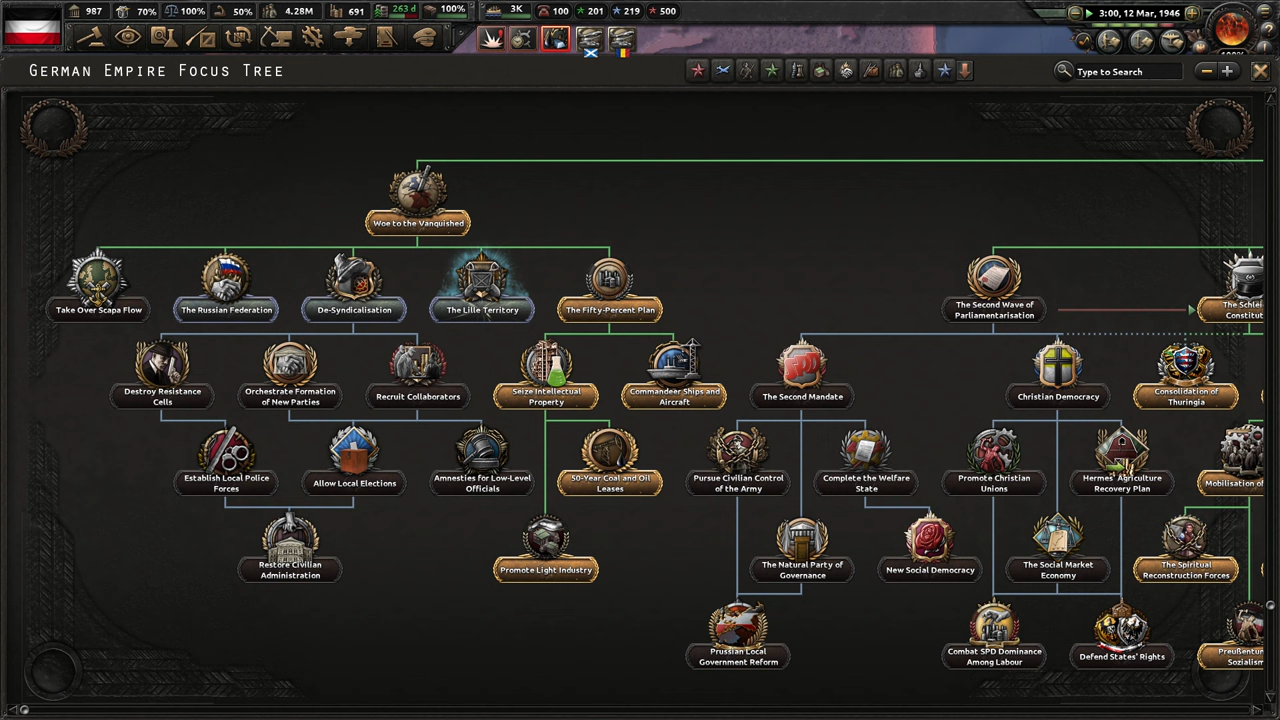 987
70%
100%
50%
4.28M
691
263 d
100%
3K
100
201
219
500
3:00, 12 Mar, 1946
GERMAN EMPIRE FOCUS TREE
Type to Search
Woe to the Vanquished
Take Over Scapa Flow
The Russian Federation
De-Syndicalisation
The Lille Territory
The Fifty-Percent Plan
The Second Wave of
Parliamentarisation
The Schlei
Constitut
Destroy Resistance
Cells
Orchestrate Formation
of New Parties
Recruit Collaborators
Seize Intellectual
Property
Commandeer Ships and
Aircraft
The Second Mandate
SPD
Christian Democracy
Consolidation of
Thuringia
Establish Local Police
Forces
Allow Local Elections
Amnesties for Low-Level
Officials
50-Year Coal and Oil
Leases
Pursue Civilian Control
of the Army
Complete the Welfare
State
Promote Christian
Unions
Hermes' Agriculture
Recovery Plan
Mobilisation of
Restore Civilian
Administration
Promote Light Industry
The Natural Party of
Governance
New Social Democracy
The Social Market
Economy
The Spiritual
Reconstruction Forces
Prussian Local
Government Reform
Combat SPD Dominance
Among Labour
Defend States' Rights
Preußentum
Sozialism